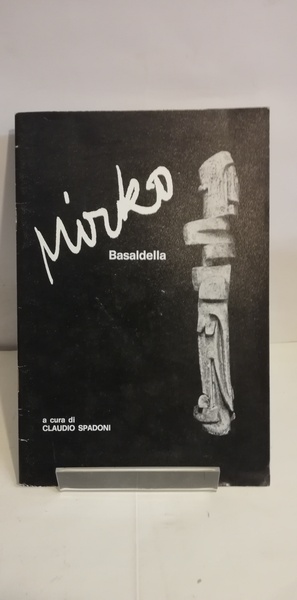 Mirko
Basaldella
a cura di
CLAUDIO SPADONI